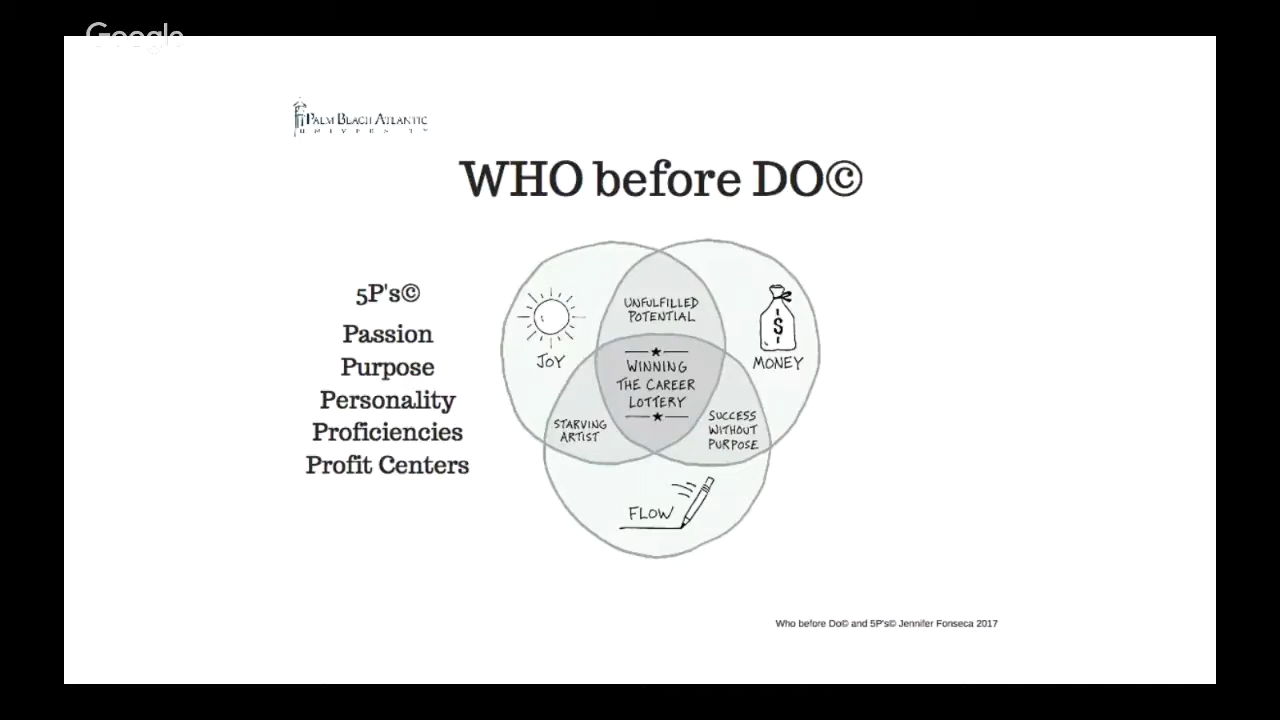 Google
PALM BEACH ATLANTIC
UNIVERSITY
WHO before DO©
5P's©
Passion
Purpose
Personality
Proficiencies
Profit Centers
JOY
UNFULFILLED
POTENTIAL
MONEY
WINNING
THE CAREER
LOTTERY
STARVING
ARTIST
SUCCESS
WITHOUT
PURPOSE
$
FLOW
Who before Do© and 5P's© Jennifer Fonseca 2017